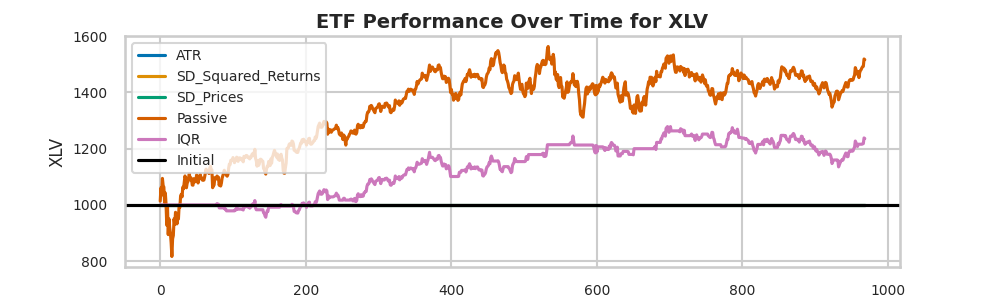 ETF Performance Over Time for XLV
1600
1400
1200
1000
800
XLV
ATR
SD_Squared_Returns
SD_Prices
Passive
IQR
Initial
0
200
400
600
800
1000